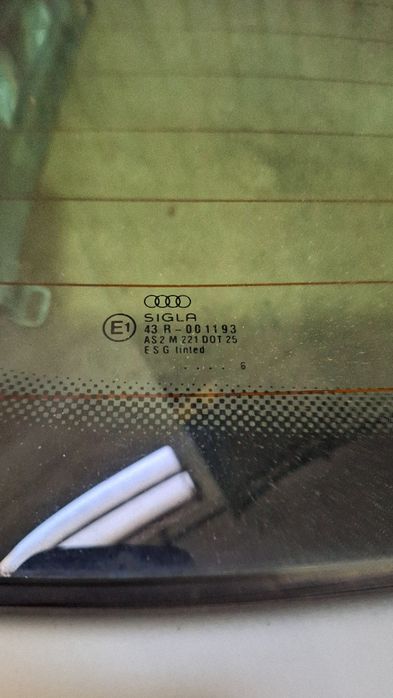 SIGLA
E1
43 R - 001193
AS2 M 221 DOT 25
E S G tinted
. . . . . 6